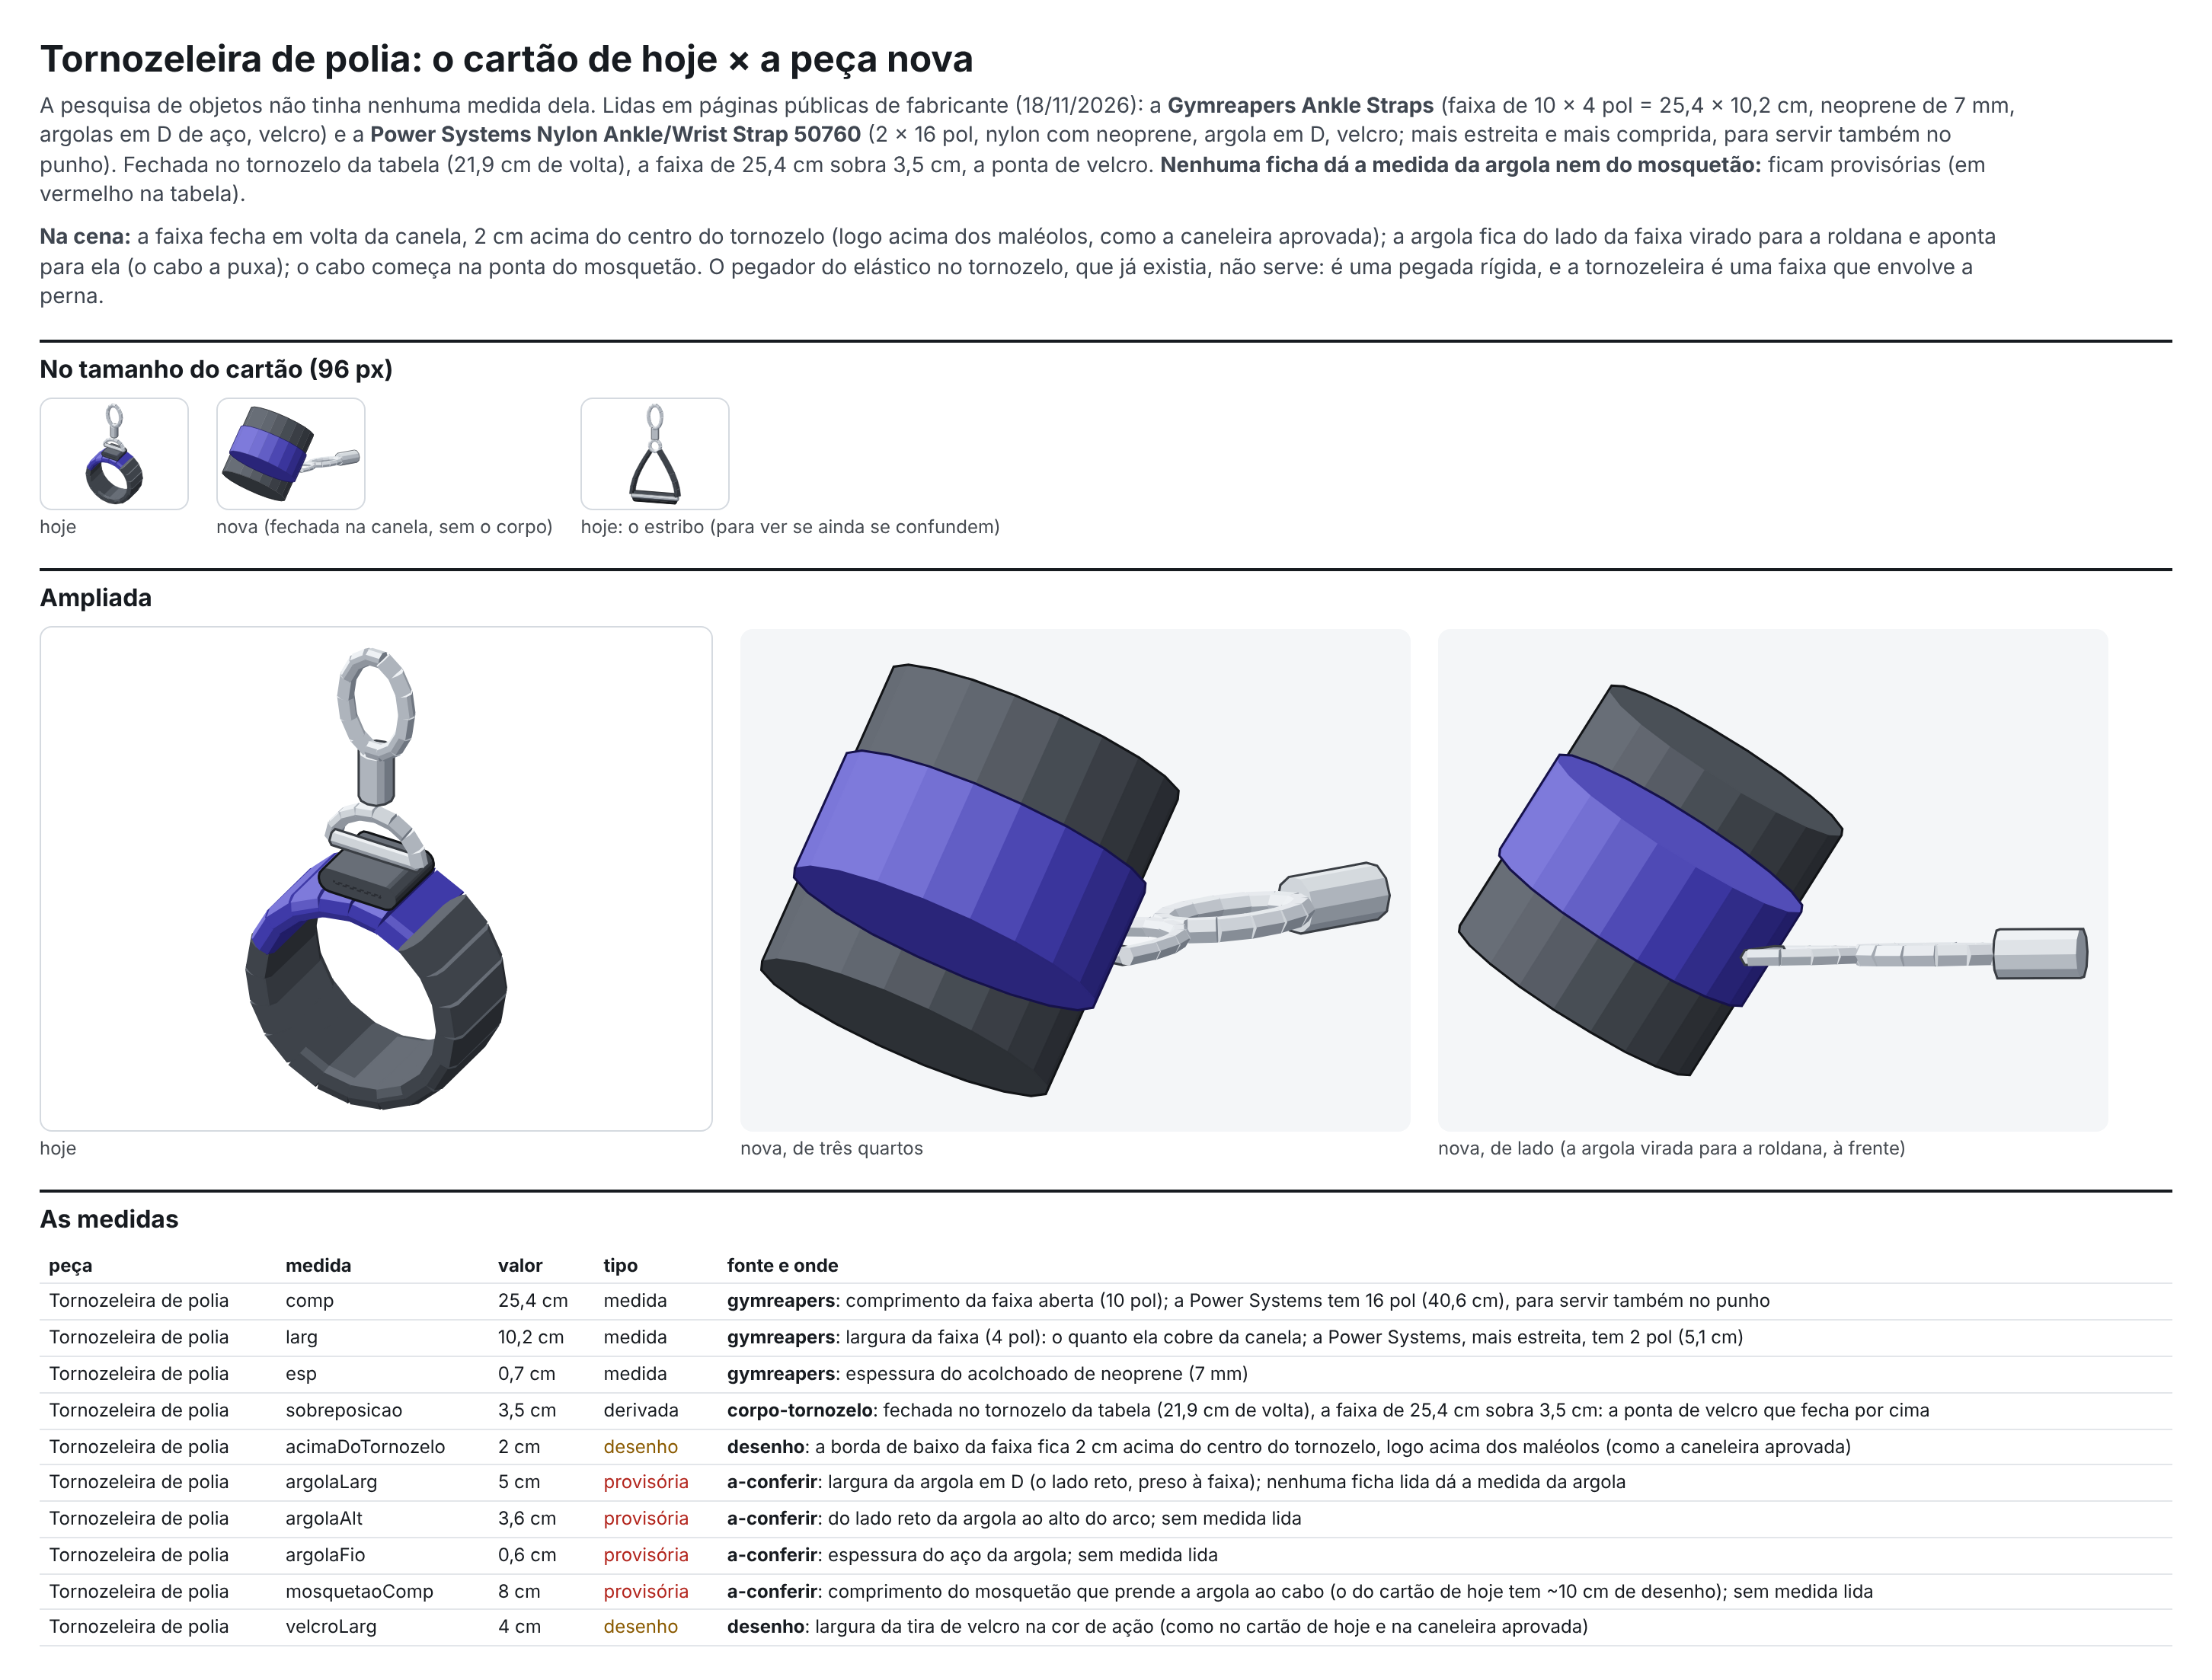 Tornozeleira de polia: o cartão de hoje × a peça nova
A pesquisa de objetos não tinha nenhuma medida dela. Lidas em páginas públicas de fabricante (18/11/2026): a Gymreapers Ankle Straps (faixa de 10 × 4 pol = 25,4 × 10,2 cm, neoprene de 7 mm,
argolas em D de aço, velcro) e a Power Systems Nylon Ankle/Wrist Strap 50760 (2 × 16 pol, nylon com neoprene, argola em D, velcro; mais estreita e mais comprida, para servir também no
punho). Fechada no tornozelo da tabela (21,9 cm de volta), a faixa de 25,4 cm sobra 3,5 cm, a ponta de velcro. Nenhuma ficha dá a medida da argola nem do mosquetão: ficam provisórias (em
vermelho na tabela).
Na cena: a faixa fecha em volta da canela, 2 cm acima do centro do tornozelo (logo acima dos maléolos, como a caneleira aprovada); a argola fica do lado da faixa virado para a roldana e aponta
para ela (o cabo a puxa); o cabo começa na ponta do mosquetão. O pegador do elástico no tornozelo, que já existia, não serve: é uma pegada rígida, e a tornozeleira é uma faixa que envolve a
perna.
No tamanho do cartão (96 px)
hoje
nova (fechada na canela, sem o corpo)
hoje: o estribo (para ver se ainda se confundem)
Ampliada
hoje
nova, de três quartos
nova, de lado (a argola virada para a roldana, à frente)
As medidas
peça medida valor tipo fonte e onde
Tornozeleira de polia comp 25,4 cm medida gymreapers: comprimento da faixa aberta (10 pol); a Power Systems tem 16 pol (40,6 cm), para servir também no punho
Tornozeleira de polia larg 10,2 cm medida gymreapers: largura da faixa (4 pol): o quanto ela cobre da canela; a Power Systems, mais estreita, tem 2 pol (5,1 cm)
Tornozeleira de polia esp 0,7 cm medida gymreapers: espessura do acolchoado de neoprene (7 mm)
Tornozeleira de polia sobreposicao 3,5 cm derivada corpo-tornozelo: fechada no tornozelo da tabela (21,9 cm de volta), a faixa de 25,4 cm sobra 3,5 cm: a ponta de velcro que fecha por cima
Tornozeleira de polia acimaDoTornozelo 2 cm desenho desenho: a borda de baixo da faixa fica 2 cm acima do centro do tornozelo, logo acima dos maléolos (como a caneleira aprovada)
Tornozeleira de polia argolaLarg 5 cm provisória a-conferir: largura da argola em D (o lado reto, preso à faixa); nenhuma ficha lida dá a medida da argola
Tornozeleira de polia argolaAlt 3,6 cm provisória a-conferir: do lado reto da argola ao alto do arco; sem medida lida
Tornozeleira de polia argolaFio 0,6 cm provisória a-conferir: espessura do aço da argola; sem medida lida
Tornozeleira de polia mosquetaoComp 8 cm provisória a-conferir: comprimento do mosquetão que prende a argola ao cabo (o do cartão de hoje tem ~10 cm de desenho); sem medida lida
Tornozeleira de polia velcroLarg 4 cm desenho desenho: largura da tira de velcro na cor de ação (como no cartão de hoje e na caneleira aprovada)